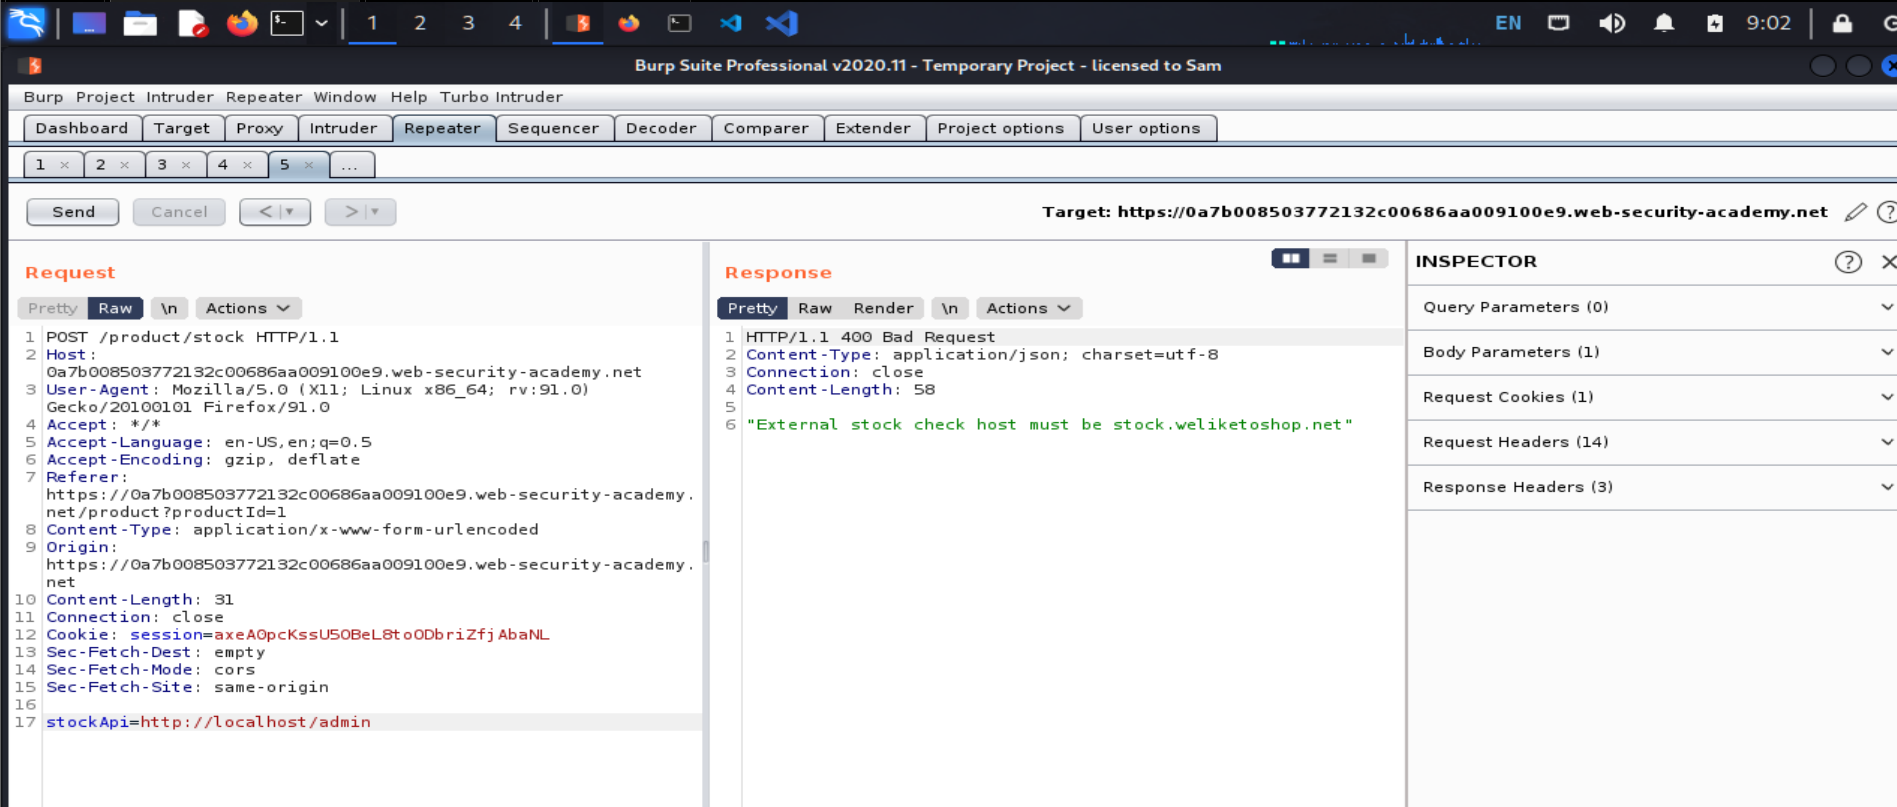 1 2 3 4 EN 9:02
Burp Suite Professional v2020.11 - Temporary Project - licensed to Sam
Burp Project Intruder Repeater Window Help Turbo Intruder
Dashboard Target Proxy Intruder Repeater Sequencer Decoder Comparer Extender Project options User options
1 × 2 × 3 × 4 × 5 × ...
Send Cancel < > Target: https://0a7b008503772132c00686aa009100e9.web-security-academy.net
Request
Pretty Raw \n Actions
1 POST /product/stock HTTP/1.1
2 Host:
0a7b008503772132c00686aa009100e9.web-security-academy.net
3 User-Agent: Mozilla/5.0 (X11; Linux x86_64; rv:91.0)
Gecko/20100101 Firefox/91.0
4 Accept: */*
5 Accept-Language: en-US,en;q=0.5
6 Accept-Encoding: gzip, deflate
7 Referer:
https://0a7b008503772132c00686aa009100e9.web-security-academy.
net/product?productId=1
8 Content-Type: application/x-www-form-urlencoded
9 Origin:
https://0a7b008503772132c00686aa009100e9.web-security-academy.
net
10 Content-Length: 31
11 Connection: close
12 Cookie: session=axeA0pcKssU5OBeL8toODbriZfjAbaNL
13 Sec-Fetch-Dest: empty
14 Sec-Fetch-Mode: cors
15 Sec-Fetch-Site: same-origin
16
17 stockApi=http://localhost/admin
Response
Pretty Raw Render \n Actions
1 HTTP/1.1 400 Bad Request
2 Content-Type: application/json; charset=utf-8
3 Connection: close
4 Content-Length: 58
5
6 "External stock check host must be stock.weliketoshop.net"
INSPECTOR
Query Parameters (0)
Body Parameters (1)
Request Cookies (1)
Request Headers (14)
Response Headers (3)